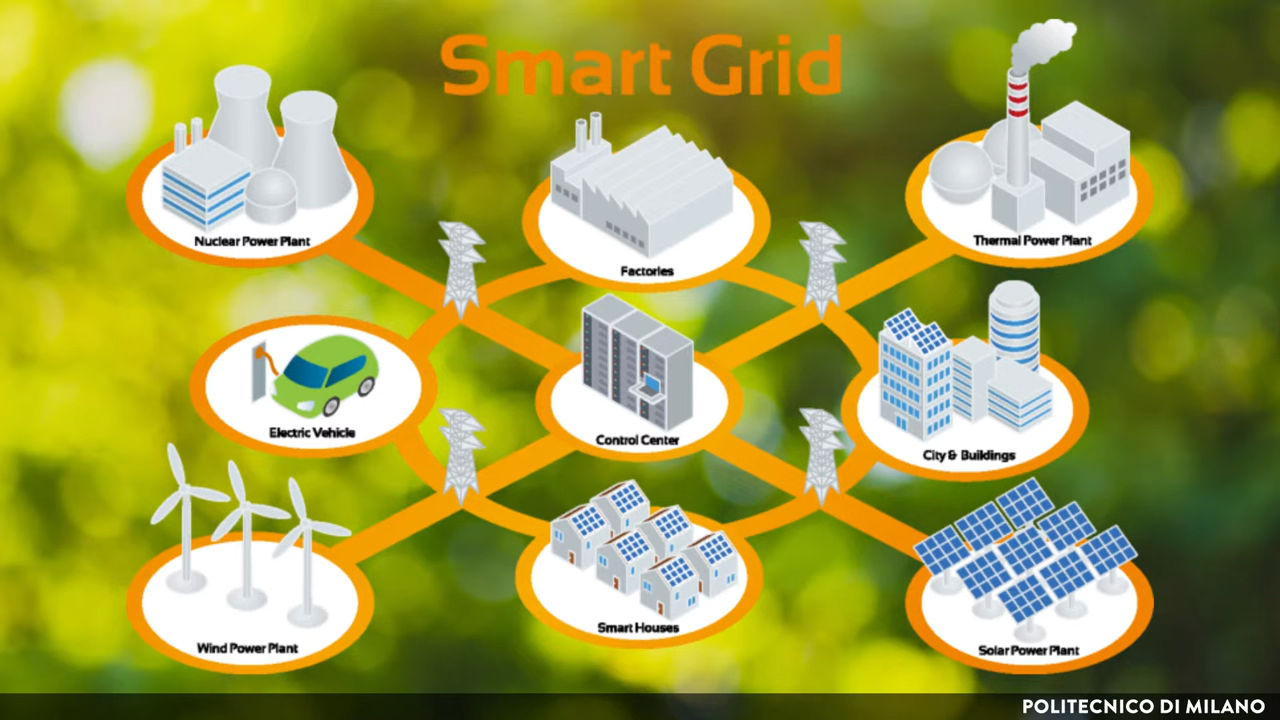 Smart Grid
Nuclear Power Plant
Factories
Thermal Power Plant
Electric Vehicle
Control Center
City & Buildings
Wind Power Plant
Smart Houses
Solar Power Plant
POLITECNICO DI MILANO